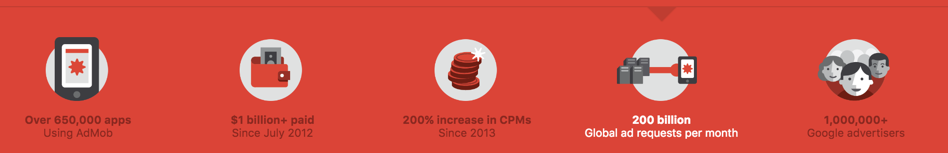 Over 650,000 apps
Using AdMob
$1 billion+ paid
Since July 2012
200% increase in CPMs
Since 2013
200 billion
Global ad requests per month
1,000,000+
Google advertisers